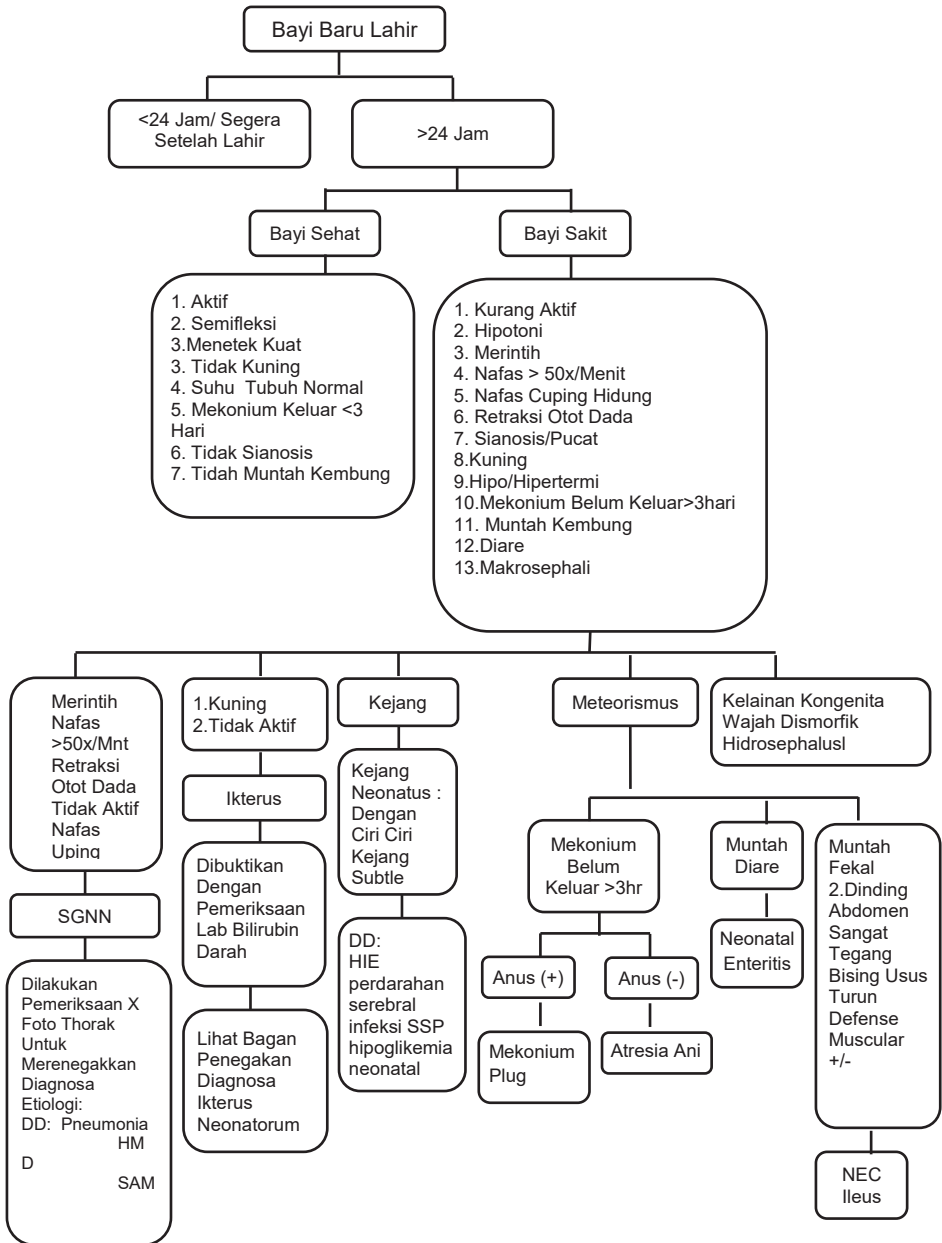 Bayi Baru Lahir
<24 Jam/ Segera
Setelah Lahir
>24 Jam
Bayi Sehat
Bayi Sakit
1. Aktif
2. Semifleksi
3.Menetek Kuat
3. Tidak Kuning
4. Suhu Tubuh Normal
5. Mekonium Keluar <3
Hari
6. Tidak Sianosis
7. Tidah Muntah Kembung
1. Kurang Aktif
2. Hipotoni
3. Merintih
4. Nafas > 50x/Menit
5. Nafas Cuping Hidung
6. Retraksi Otot Dada
7. Sianosis/Pucat
8.Kuning
9.Hipo/Hipertermi
10.Mekonium Belum Keluar>3hari
11. Muntah Kembung
12.Diare
13.Makrosephali
Merintih
Nafas
>50x/Mnt
Retraksi
Otot Dada
Tidak Aktif
Nafas
Uping
SGNN
Dilakukan
Pemeriksaan X
Foto Thorak
Untuk
Merenegakkan
Diagnosa
Etiologi:
DD: Pneumonia
HM
D
SAM
1.Kuning
2.Tidak Aktif
Ikterus
Dibuktikan
Dengan
Pemeriksaan
Lab Bilirubin
Darah
Lihat Bagan
Penegakan
Diagnosa
Ikterus
Neonatorum
Kejang
Kejang
Neonatus :
Dengan
Ciri Ciri
Kejang
Subtle
DD:
HIE
perdarahan
serebral
infeksi SSP
hipoglikemia
neonatal
Meteorismus
Mekonium
Belum
Keluar >3hr
Anus (+)
Mekonium
Plug
Anus (-)
Atresia Ani
Muntah
Diare
Neonatal
Enteritis
Muntah
Fekal
2.Dinding
Abdomen
Sangat
Tegang
Bising Usus
Turun
Defense
Muscular
+/-
NEC
Ileus
Kelainan Kongenita
Wajah Dismorfik
Hidrosephalusl